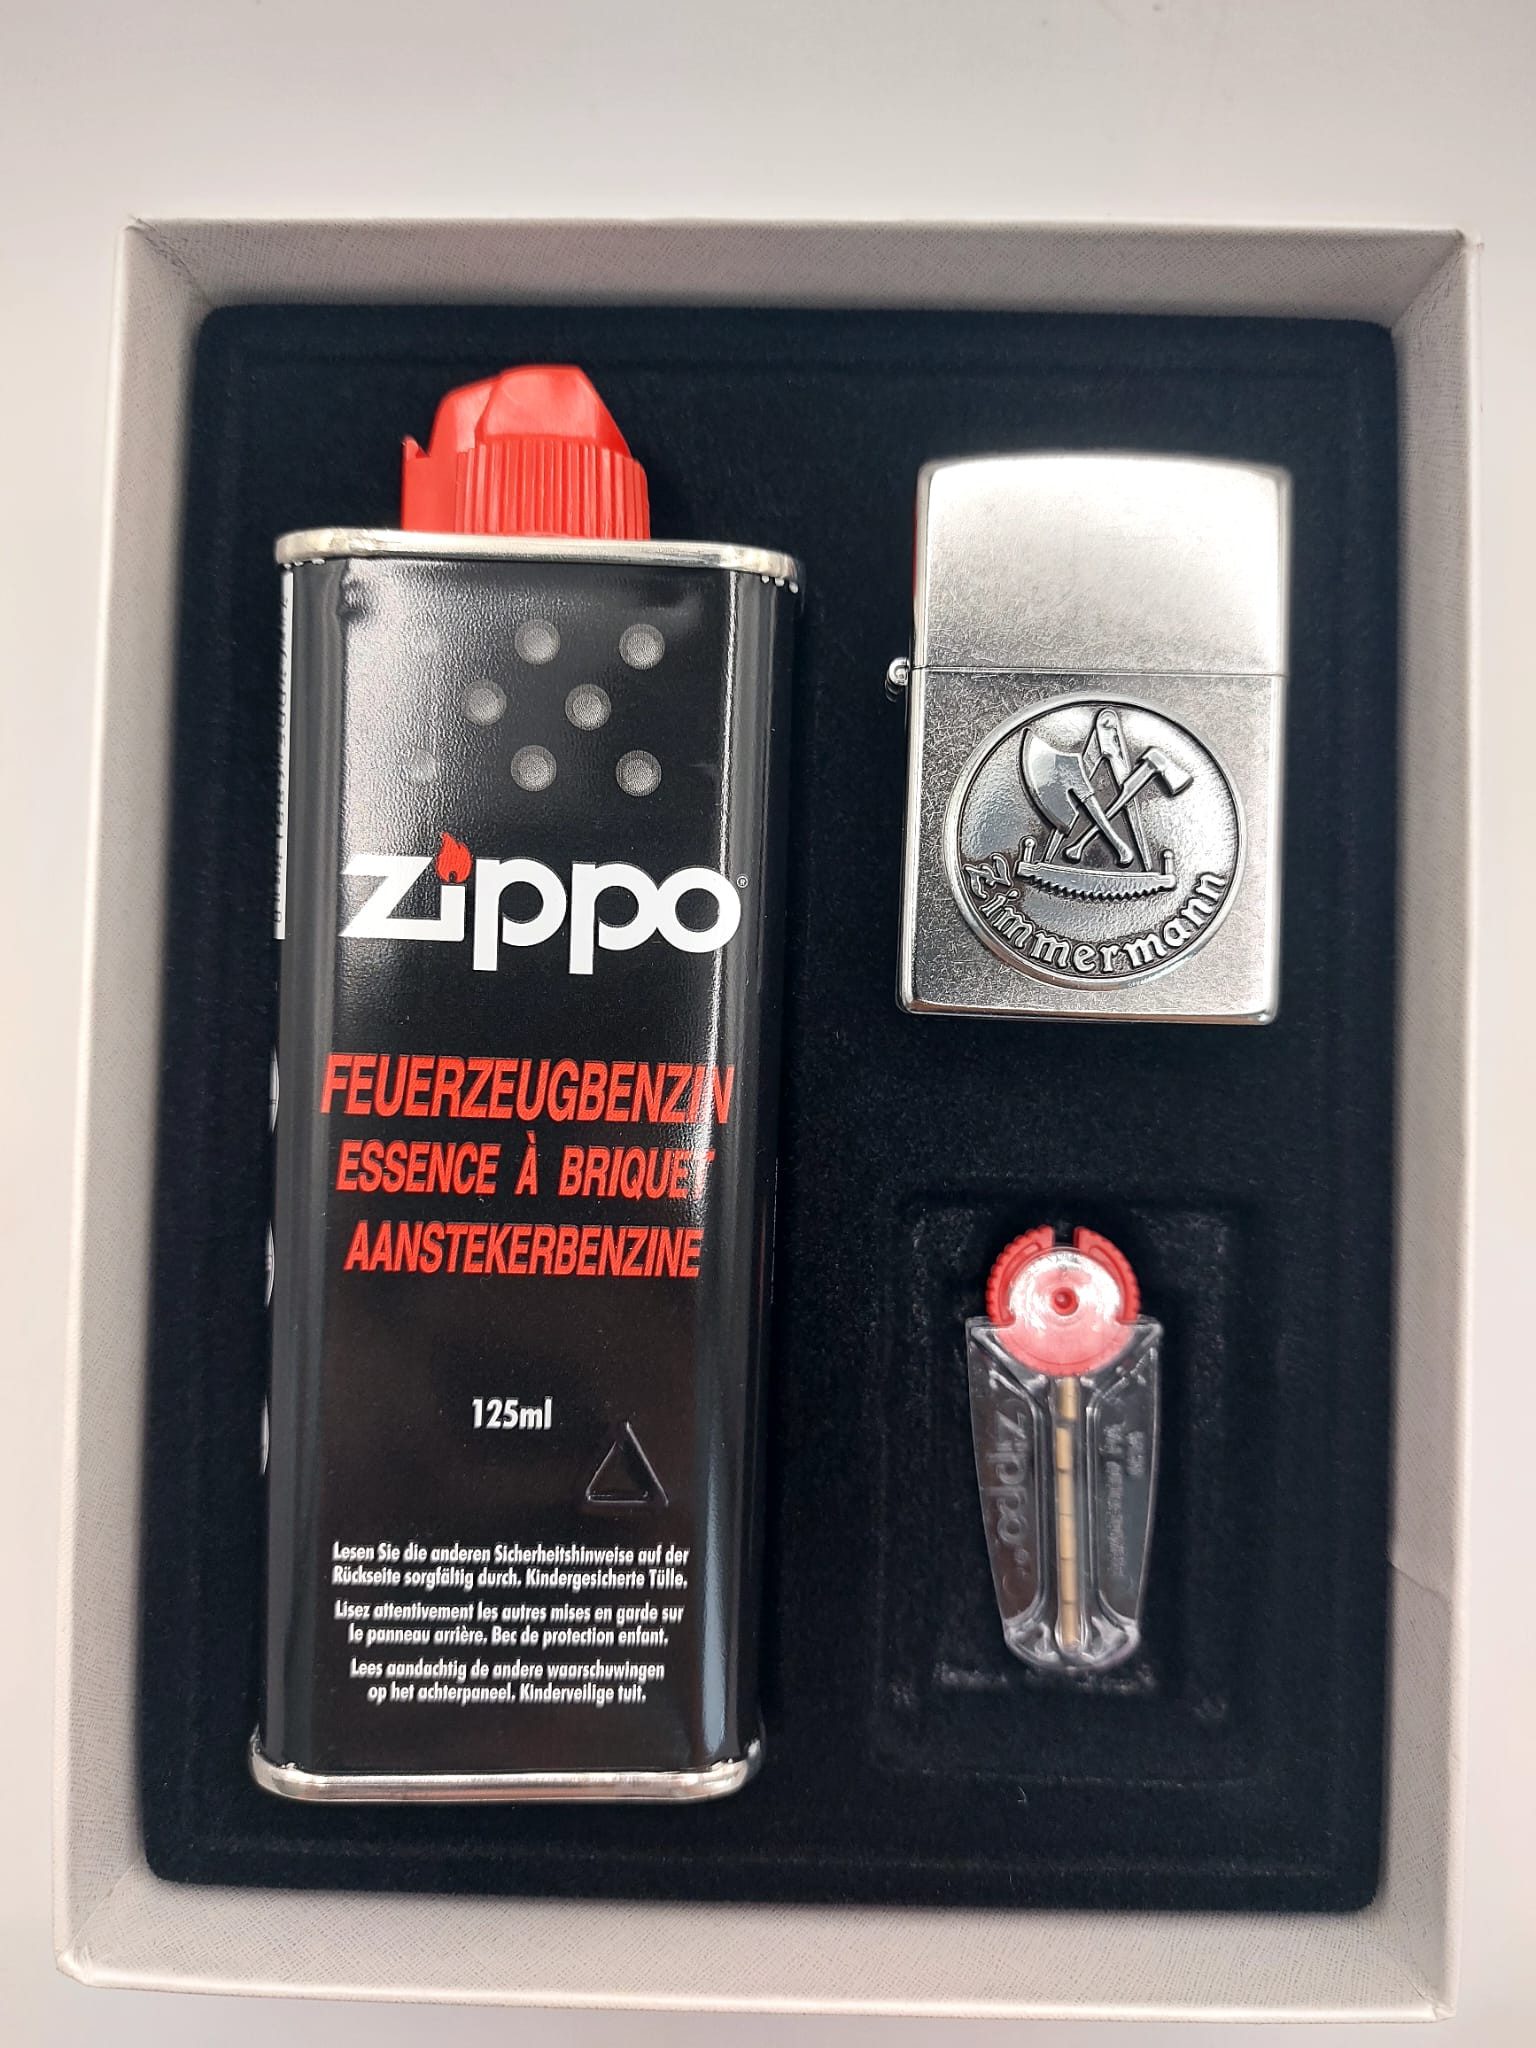 zippo
FEUERZEUGBENZIN
ESSENCE À BRIQUET
AANSTEKERBENZINE
125ml
Lesen Sie die anderen Sicherheitshinweise auf der
Rückseite sorgfältig durch. Kindergesicherte Tülle.
Lisez attentivement les autres mises en garde sur
le panneau arrière. Bec de protection enfant.
Lees aandachtig de andere waarschuwingen
op het achterpaneel. Kinderveilige tuit.
Zimmermann
zippo